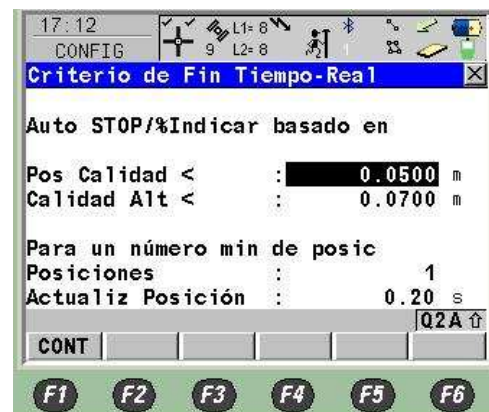 17:12
CONFIG
L1= 8
9 L2= 8
1
Criterio de Fin Tiempo-Real
Auto STOP/%Indicar basado en
Pos Calidad < : 0.0500 m
Calidad Alt < : 0.0700 m
Para un número min de posic
Posiciones : 1
Actualiz Posición : 0.20 s
Q2A
CONT
F1 F2 F3 F4 F5 F6